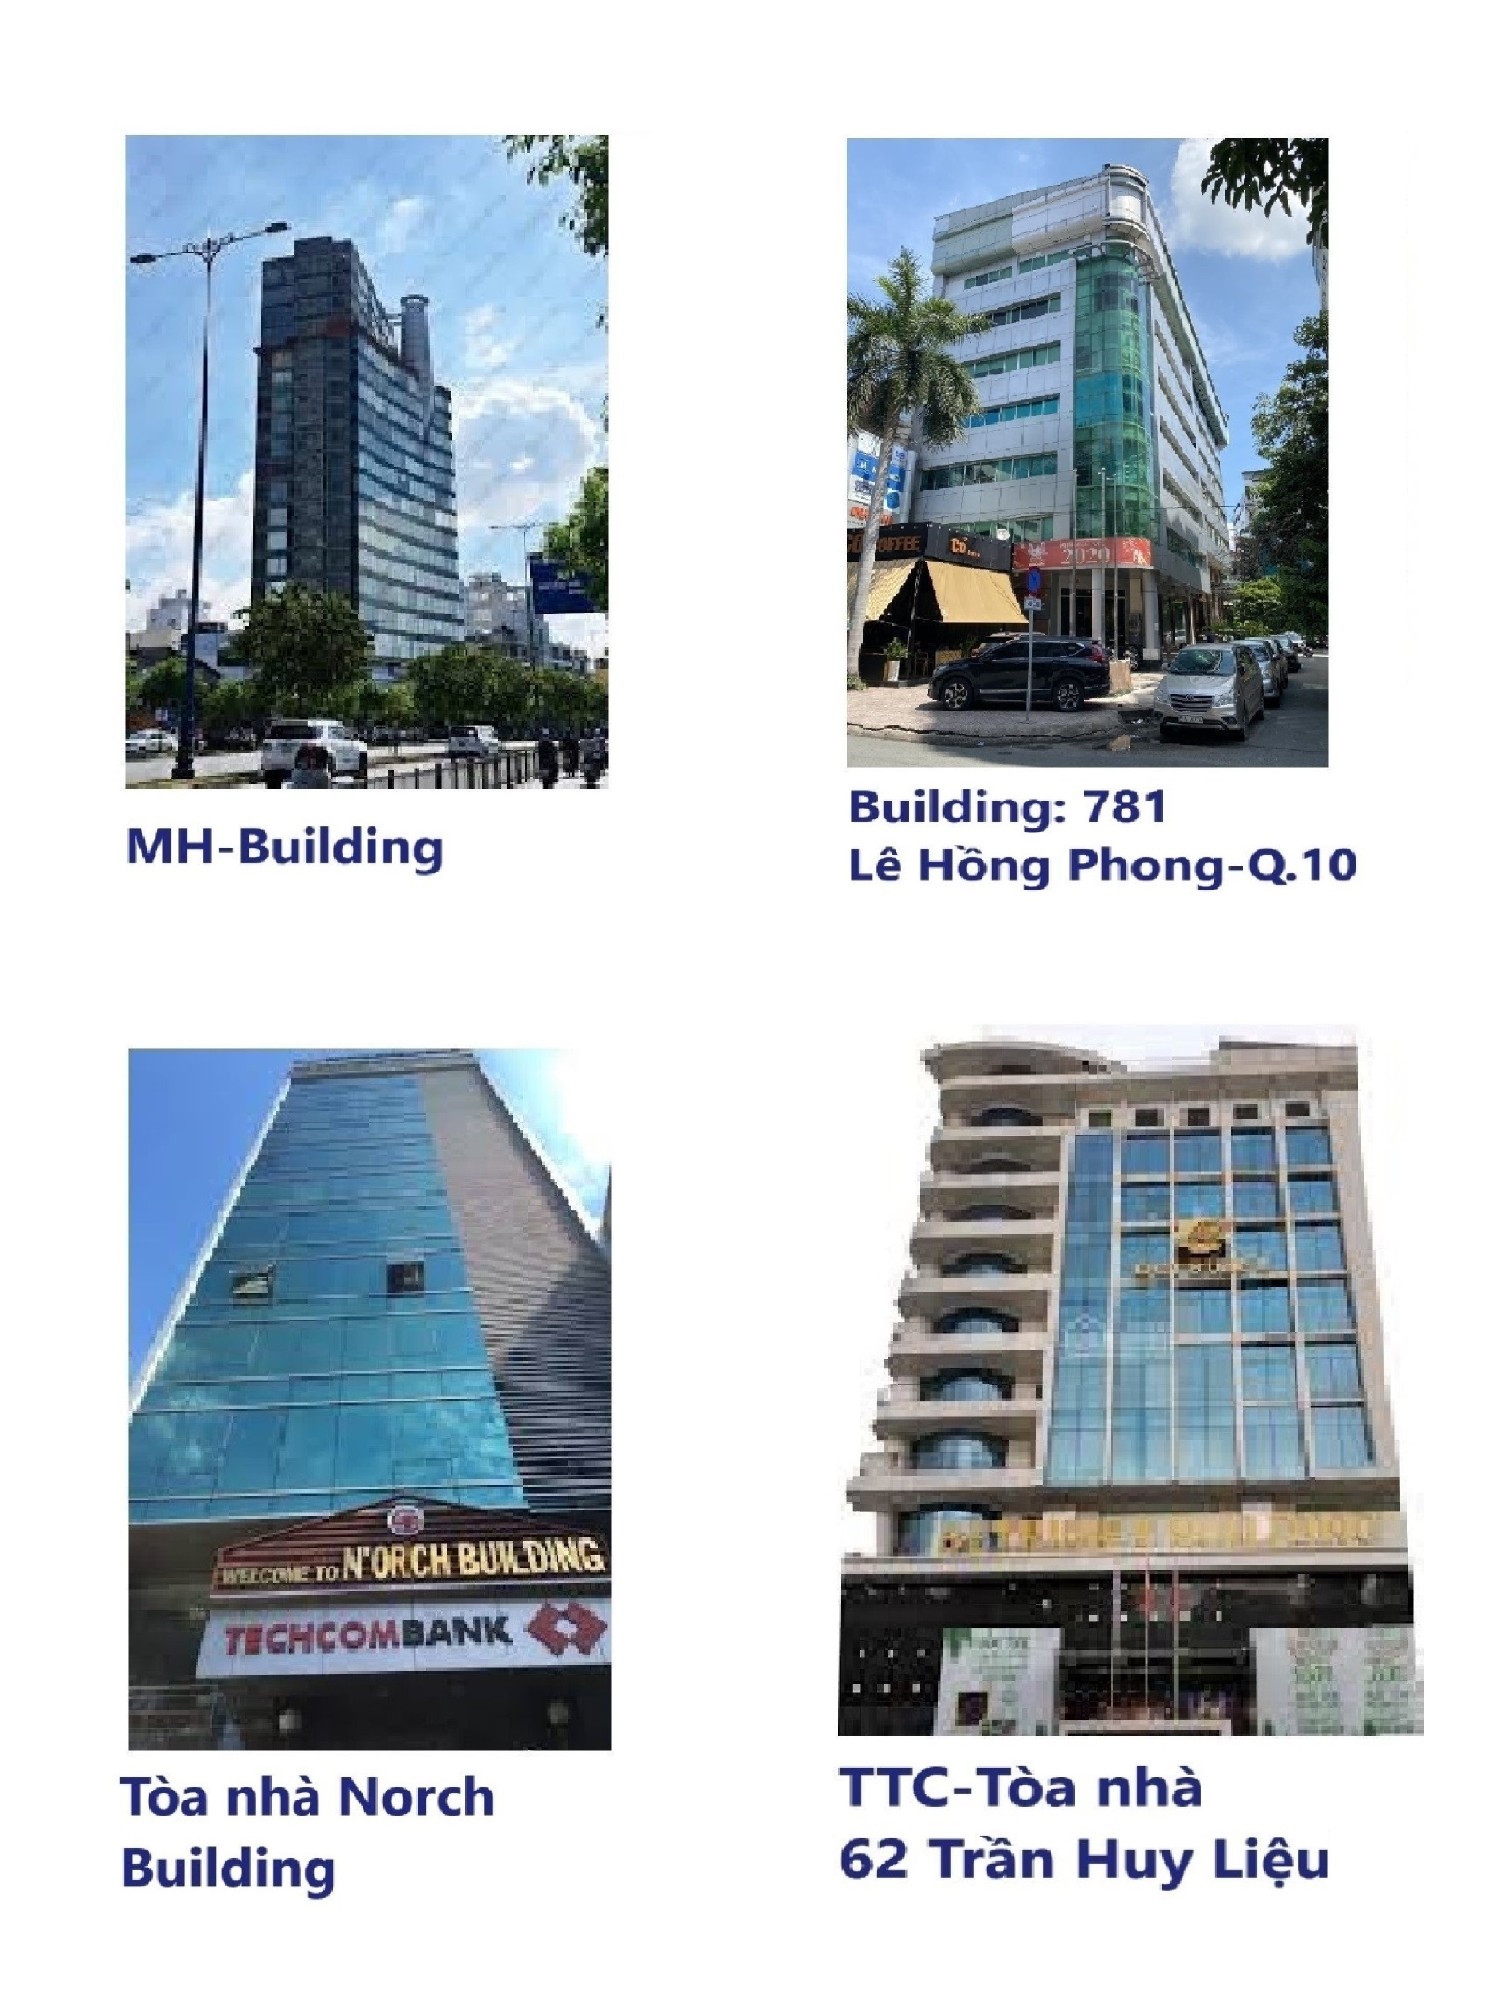 COFFEE
CO
2020
MH-Building
Building: 781
Lê Hồng Phong-Q.10
WELCOME TO N'ORCH BUILDING
TECHCOMBANK
Tòa nhà Norch
Building
TTC-Tòa nhà
62 Trần Huy Liệu